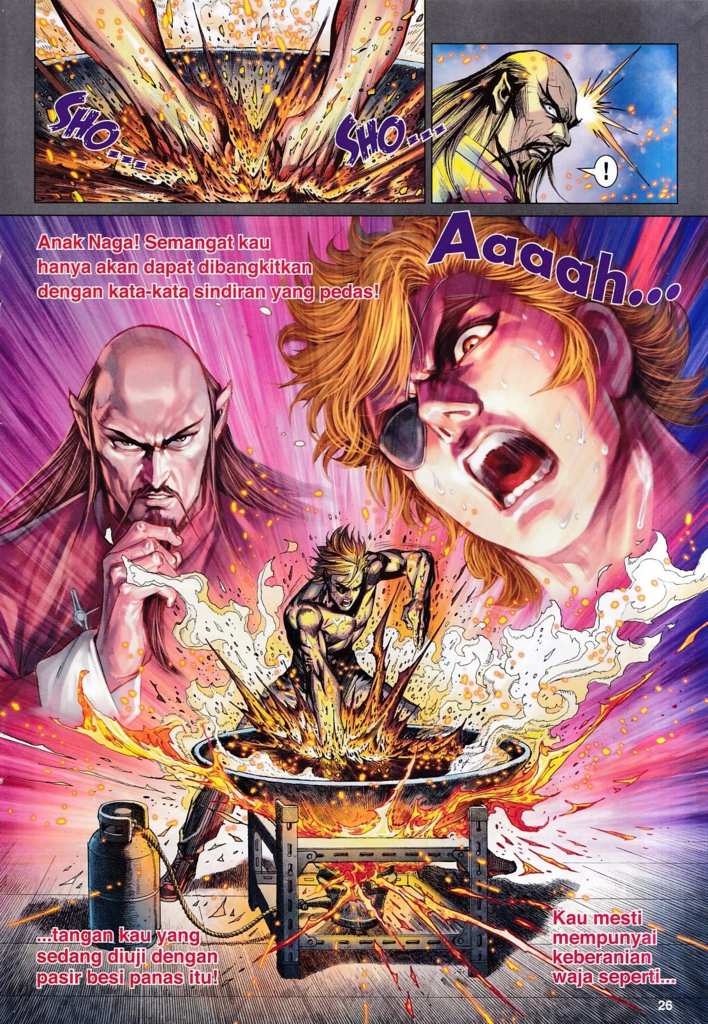 SHO...
SHO...
!
Aaaah...
Anak Naga! Semangat kau
hanya akan dapat dibangkitkan
dengan kata-kata sindiran yang pedas!
Kau mesti
mempunyai
keberanian
waja seperti...
...tangan kau yang
sedang diuji dengan
pasir besi panas itu!
26